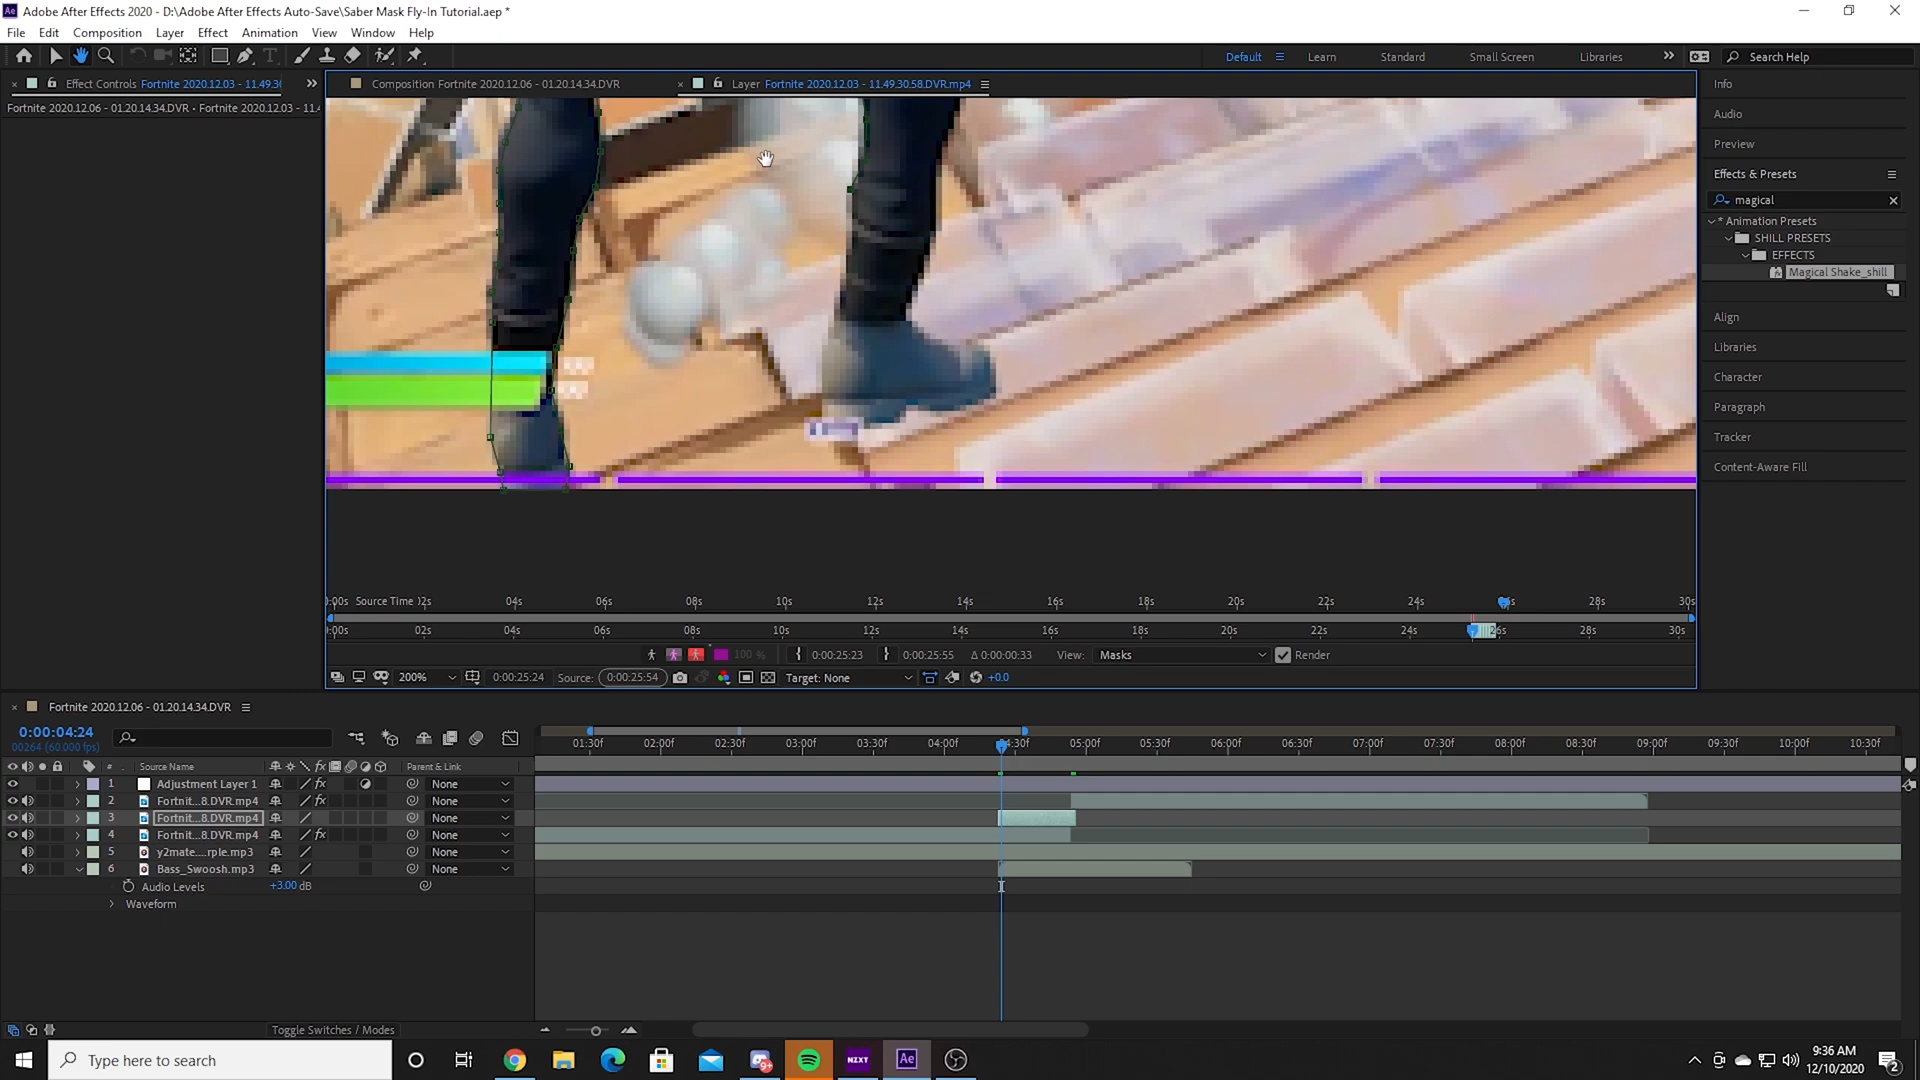 Adobe After Effects 2020 - D:\Adobe After Effects Auto-Save\Saber Mask Fly-In Tutorial.aep *
File Edit Composition Layer Effect Animation View Window Help
Default Learn Standard Small Screen Libraries Search Help
Effect Controls Fortnite 2020.12.03 - 11.49.3
Composition Fortnite 2020.12.06 - 01.20.14.34.DVR
Layer Fortnite 2020.12.03 - 11.49.30.58.DVR.mp4
Fortnite 2020.12.06 - 01.20.14.34.DVR • Fortnite 2020.12.03 - 11.4
Info
Audio
Preview
Effects & Presets
magical
* Animation Presets
SHILL PRESETS
EFFECTS
Magical Shake_shill
Align
Libraries
Character
Paragraph
Tracker
Content-Aware Fill
:00s Source Time 02s 04s 06s 08s 10s 12s 14s 16s 18s 20s 22s 24s 28s 30s
:00s 02s 04s 06s 08s 10s 12s 14s 16s 18s 20s 22s 24s 26s 28s 30s
100 % 0:00:25:23 0:00:25:55 Δ 0:00:00:33 View: Masks Render
200% 0:00:25:24 Source: 0:00:25:54 Target: None +0.0
Fortnite 2020.12.06 - 01.20.14.34.DVR
0:00:04:24
00264 (60.000 fps)
01:30f 02:00f 02:30f 03:00f 03:30f 04:00f 04:30f 05:00f 05:30f 06:00f 06:30f 07:00f 07:30f 08:00f 08:30f 09:00f 09:30f 10:00f 10:30f
# Source Name fx Parent & Link
1 Adjustment Layer 1 fx None
2 Fortnit...8.DVR.mp4 fx None
3 Fortnit...8.DVR.mp4 None
4 Fortnit...8.DVR.mp4 fx None
5 y2mate....rple.mp3 None
6 Bass_Swoosh.mp3 None
Audio Levels +3.00 dB
Waveform
Toggle Switches / Modes
Type here to search
NZXT
Ae
9:36 AM
12/10/2020
2